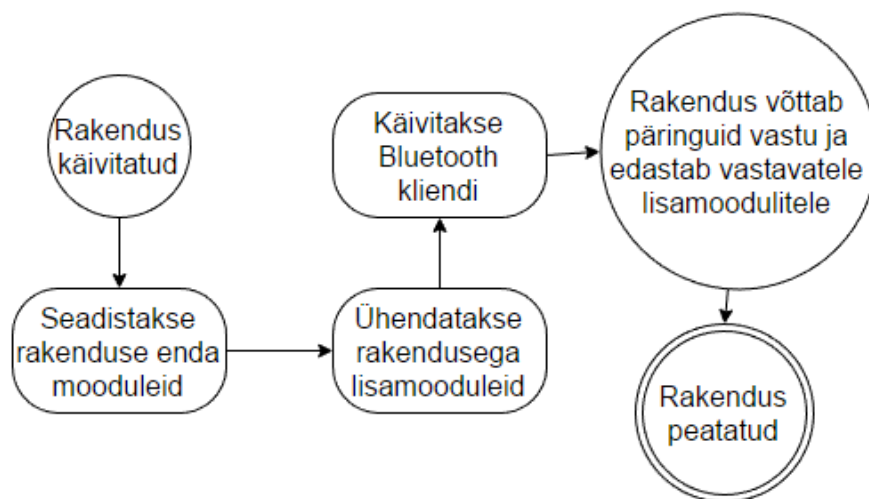 Rakendus
käivitatud
Seadistakse
rakenduse enda
mooduleid
Ühendatakse
rakendusega
lisamooduleid
Käivitakse
Bluetooth
kliendi
Rakendus võttab
päringuid vastu ja
edastab vastavatele
lisamoodulitele
Rakendus
peatatud